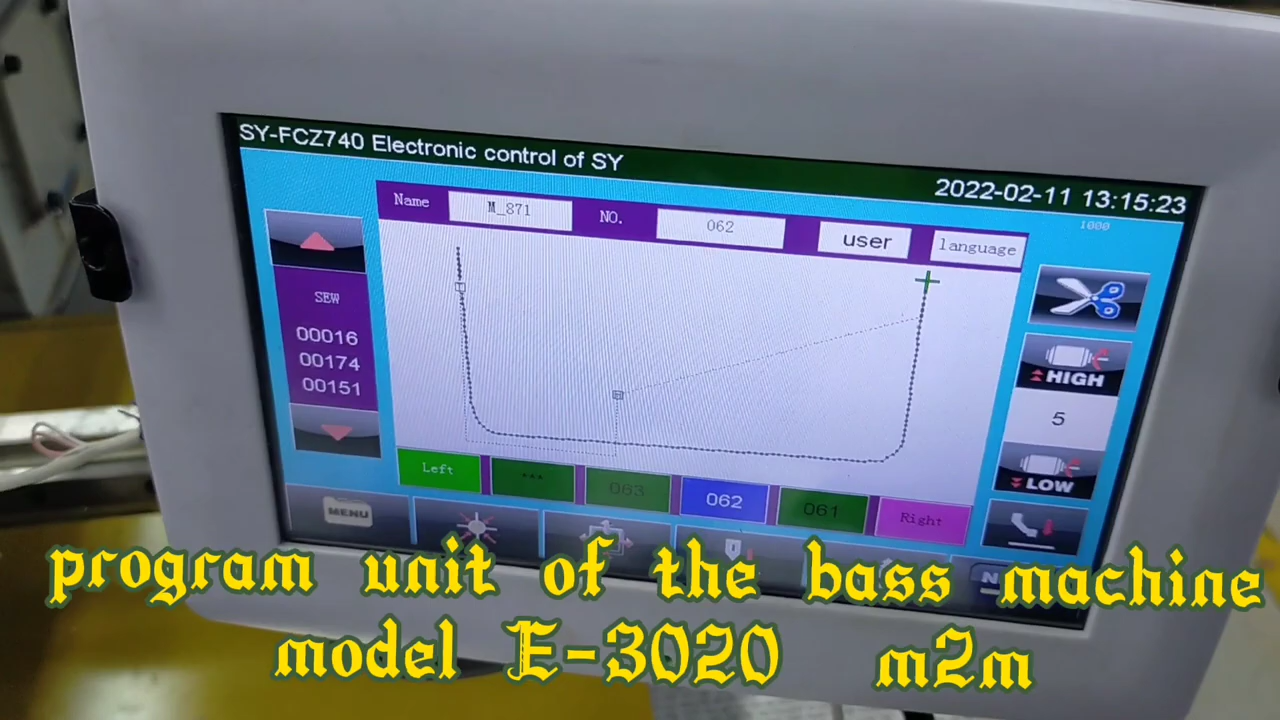 SY-FCZ740 Electronic control of SY
2022-02-11 13:15:23
1000
Name M_871 NO. 062 user language
SEW
00016
00174
00151
HIGH
5
LOW
Left *** 063 062 061 Right
MENU
program unit of the bass machine
model E-3020 m2m